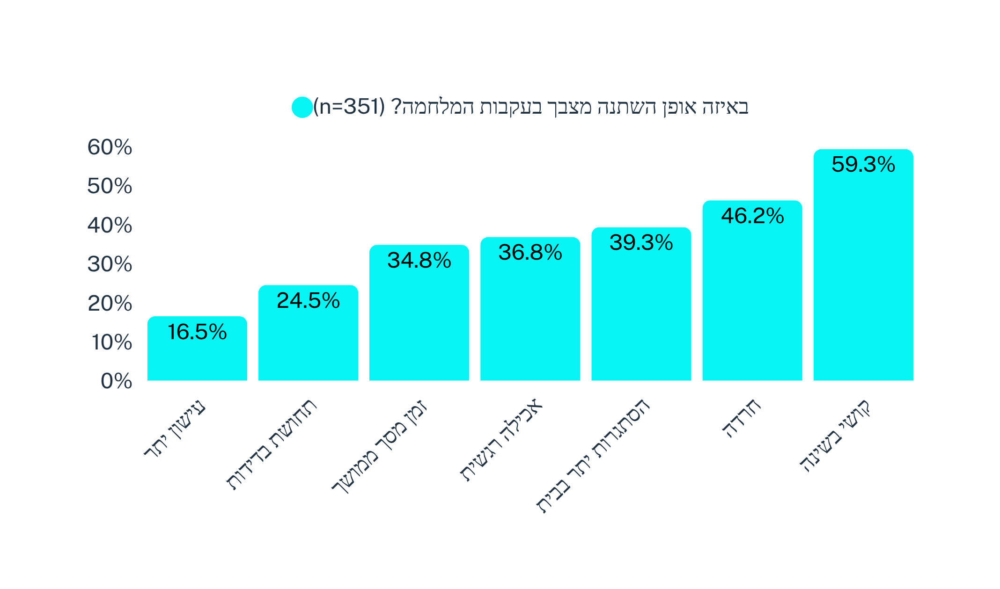 באיזה אופן השתנה מצבך בעקבות המלחמה? (n=351)
60%
50%
40%
30%
20%
10%
0%
16.5%
24.5%
34.8%
36.8%
39.3%
46.2%
59.3%
עישון יתר
תחושת בדידות
זמן מסך ממושך
אכילה רגשית
הסתגרות יתר בבית
חרדה
קושי בשינה